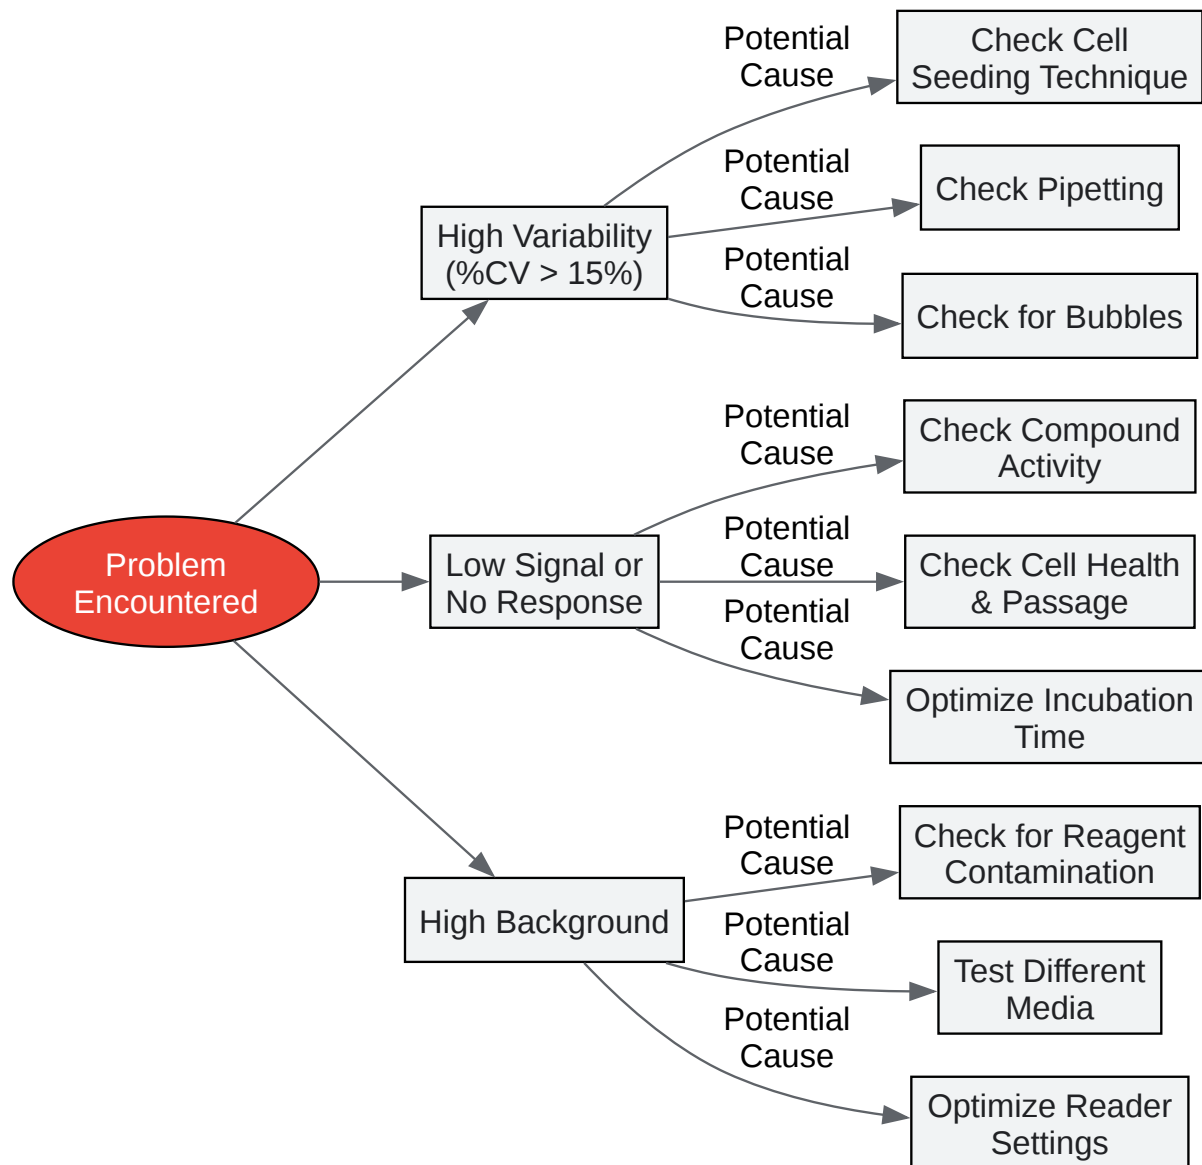 Problem
Encountered
High Variability
(%CV > 15%)
Potential
Cause
Check Cell
Seeding Technique
Potential
Cause
Check Pipetting
Potential
Cause
Check for Bubbles
Low Signal or
No Response
Potential
Cause
Check Compound
Activity
Potential
Cause
Check Cell Health
& Passage
Potential
Cause
Optimize Incubation
Time
High Background
Potential
Cause
Check for Reagent
Contamination
Potential
Cause
Test Different
Media
Potential
Cause
Optimize Reader
Settings